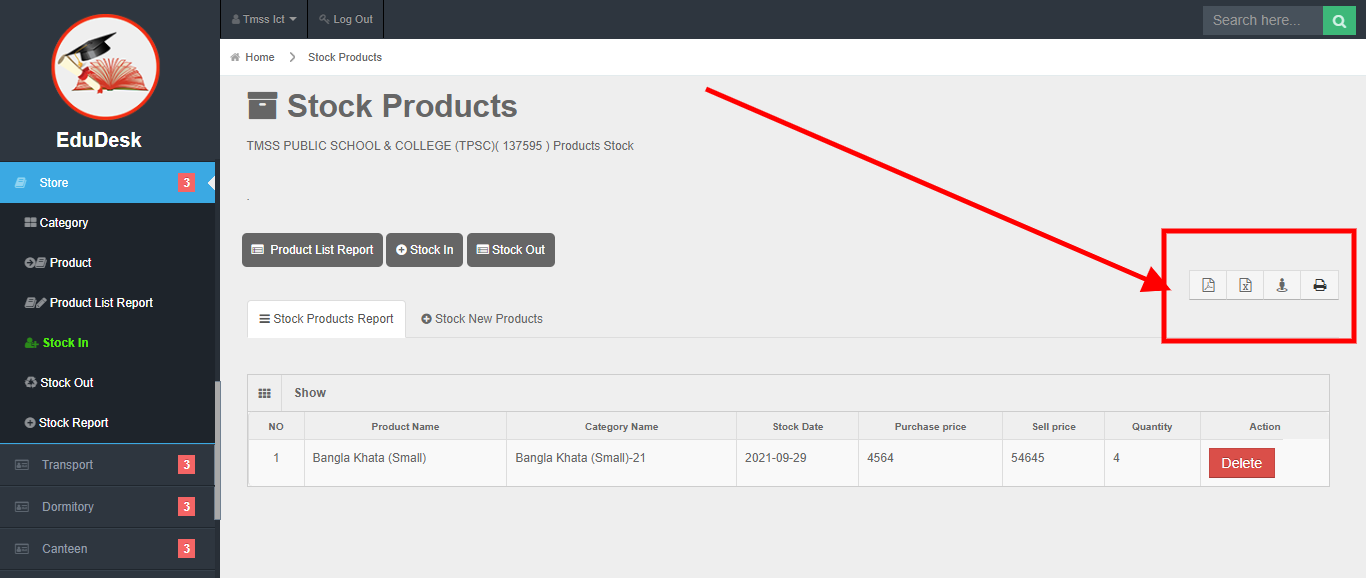 Tmss Ict
Log Out
Search here...
EduDesk
Home
Stock Products
Stock Products
TMSS PUBLIC SCHOOL & COLLEGE (TPSC)( 137595 ) Products Stock
.
Store 3
Category
Product
Product List Report
Stock In
Stock Out
Stock Report
Transport 3
Dormitory 3
Canteen 3
Product List Report
Stock In
Stock Out
Stock Products Report
Stock New Products
Show
NO Product Name Category Name Stock Date Purchase price Sell price Quantity Action
1 Bangla Khata (Small) Bangla Khata (Small)-21 2021-09-29 4564 54645 4 Delete